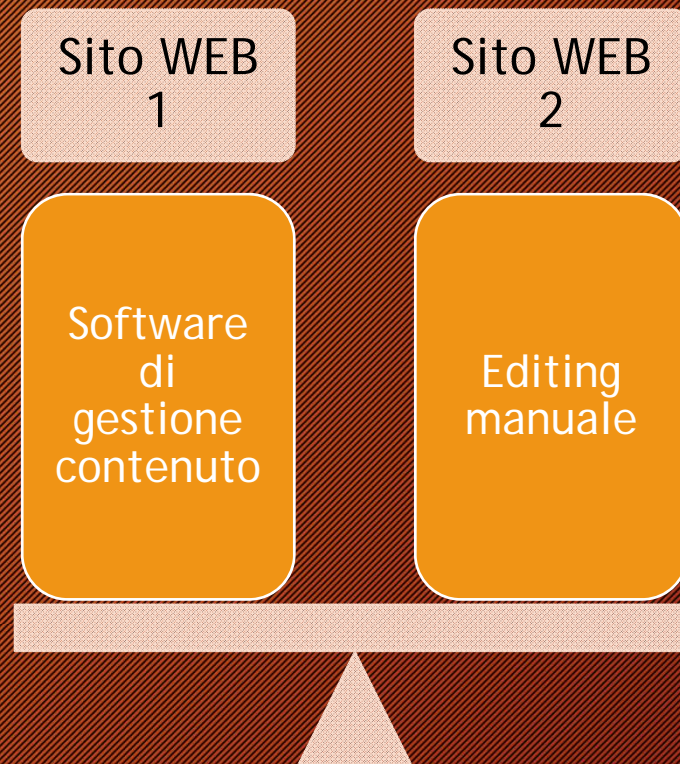 Sito WEB
1
Sito WEB
2
Software
di
gestione
contenuto
Editing
manuale